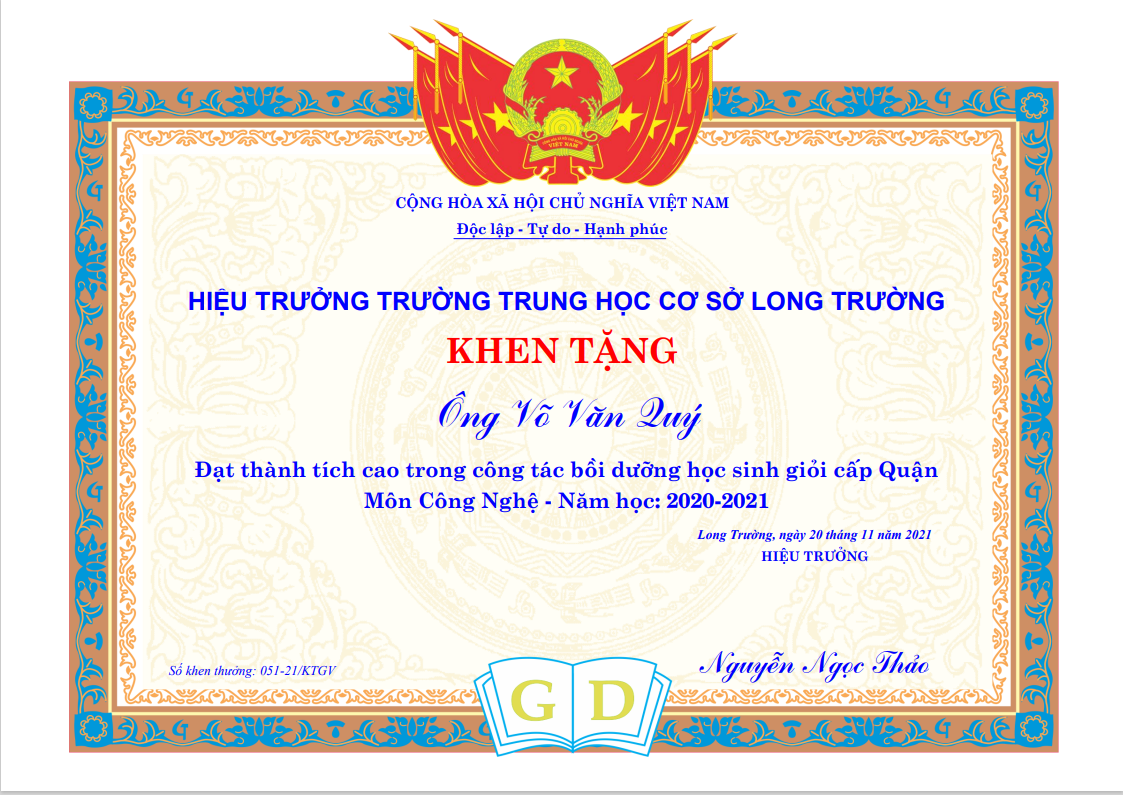 VIỆT NAM
CỘNG HÒA XÃ HỘI CHỦ NGHĨA VIỆT NAM
Độc lập - Tự do - Hạnh phúc
HIỆU TRƯỞNG TRƯỜNG TRUNG HỌC CƠ SỞ LONG TRƯỜNG
KHEN TẶNG
Ông Võ Văn Quý
Đạt thành tích cao trong công tác bồi dưỡng học sinh giỏi cấp Quận
Môn Công Nghệ - Năm học: 2020-2021
Long Trường, ngày 20 tháng 11 năm 2021
HIỆU TRƯỞNG
Số khen thưởng: 051-21/KTGV
Nguyễn Ngọc Thảo
G D